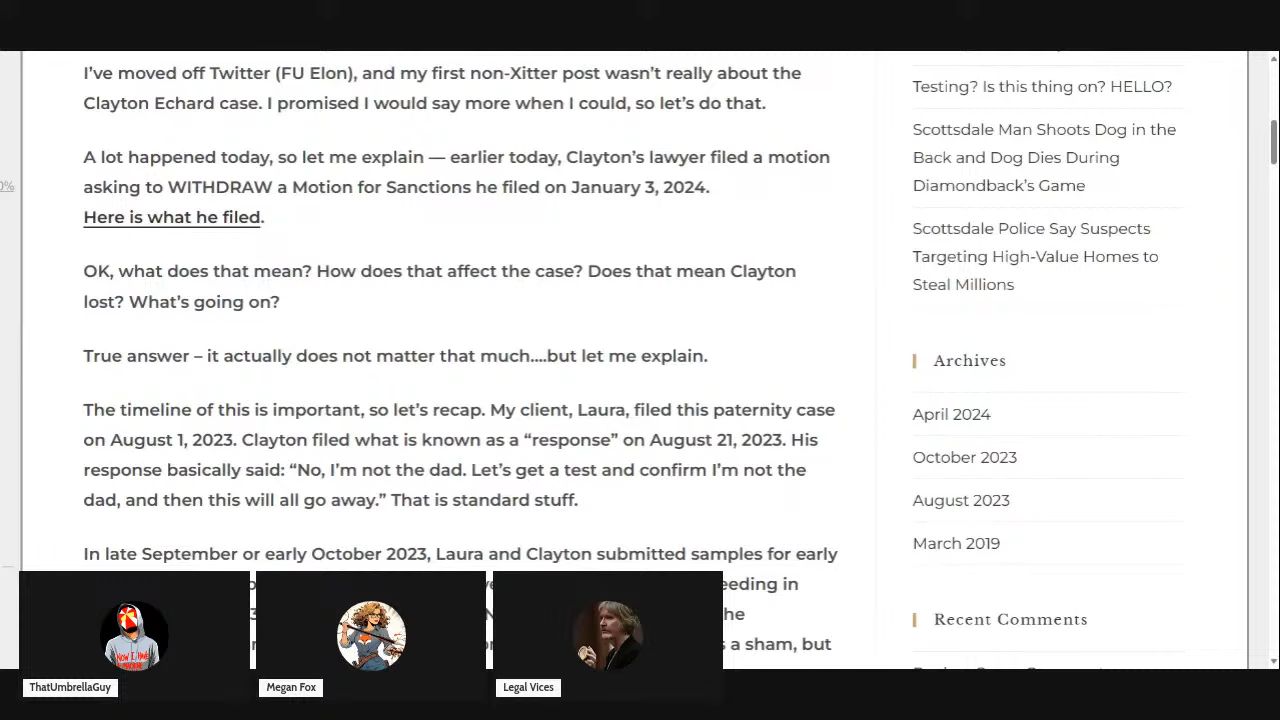 I've moved off Twitter (FU Elon), and my first non-Xitter post wasn't really about the
Clayton Echard case. I promised I would say more when I could, so let's do that.
A lot happened today, so let me explain — earlier today, Clayton's lawyer filed a motion
asking to WITHDRAW a Motion for Sanctions he filed on January 3, 2024.
Here is what he filed.
OK, what does that mean? How does that affect the case? Does that mean Clayton
lost? What's going on?
True answer – it actually does not matter that much….but let me explain.
The timeline of this is important, so let's recap. My client, Laura, filed this paternity case
on August 1, 2023. Clayton filed what is known as a “response” on August 21, 2023. His
response basically said: “No, I'm not the dad. Let's get a test and confirm I'm not the
dad, and then this will all go away.” That is standard stuff.
In late September or early October 2023, Laura and Clayton submitted samples for early
eeding in
he
s a sham, but
Testing? Is this thing on? HELLO?
Scottsdale Man Shoots Dog in the
Back and Dog Dies During
Diamondback's Game
Scottsdale Police Say Suspects
Targeting High-Value Homes to
Steal Millions
Archives
April 2024
October 2023
August 2023
March 2019
Recent Comments
0%
ThatUmbrellaGuy
Megan Fox
Legal Vices